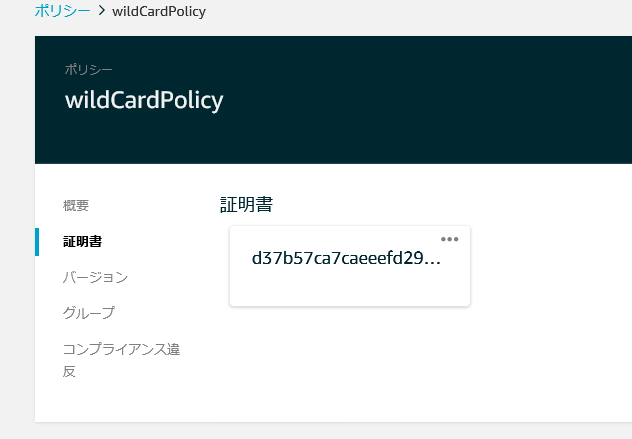 ポリシー > wildCardPolicy
ポリシー
wildCardPolicy
概要
証明書
バージョン
グループ
コンプライアンス違
反
証明書
d37b57ca7caeeefd29...